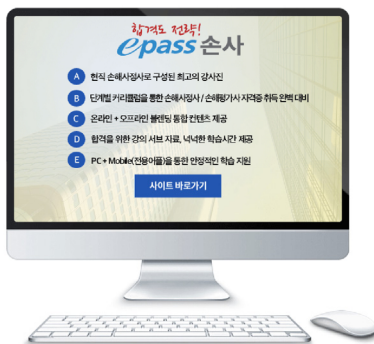 합격도 전략!
epass 손사
A 현직 손해사정사로 구성된 최고의 강사진
B 단계별 커리큘럼을 통한 손해사정사 / 손해평가사 자격증 취득 완벽 대비
C 온라인 + 오프라인 블렌딩 통합 컨텐츠 제공
D 합격을 위한 강의 서브 자료, 넉넉한 학습시간 제공
E PC + Mobile(전용어플)을 통한 안정적인 학습 지원
사이트 바로가기